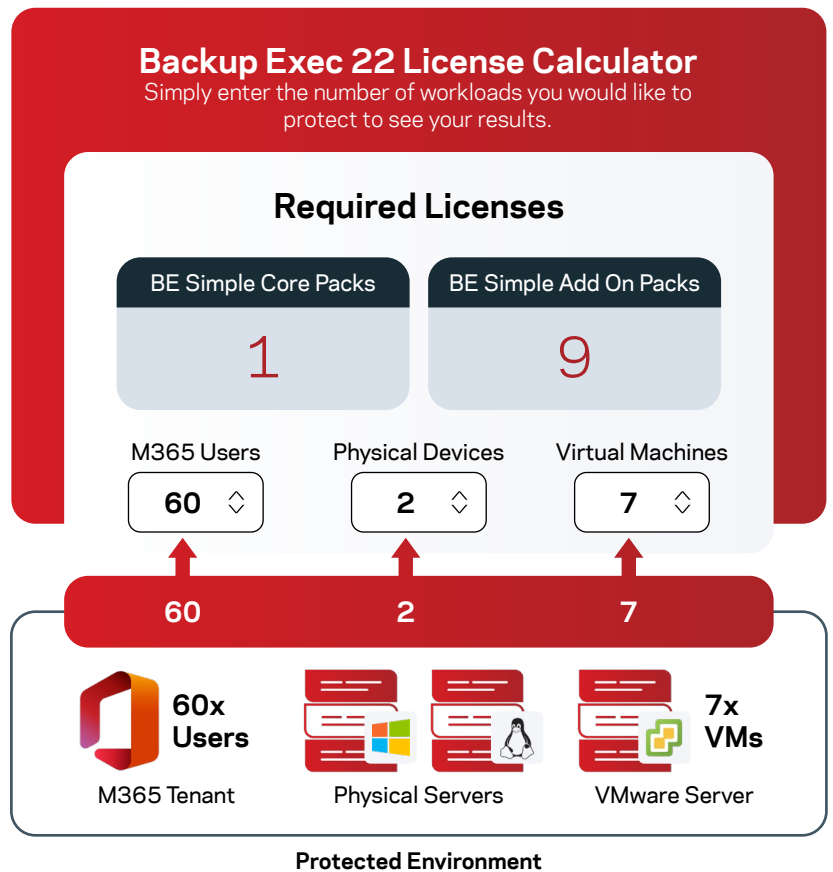 Backup Exec 22 License Calculator
Simply enter the number of workloads you would like to
protect to see your results.
Required Licenses
BE Simple Core Packs
BE Simple Add On Packs
1
9
M365 Users
Physical Devices
Virtual Machines
60
2
7
60
2
7
60x
Users
7x
VMs
M365 Tenant
Physical Servers
VMware Server
Protected Environment